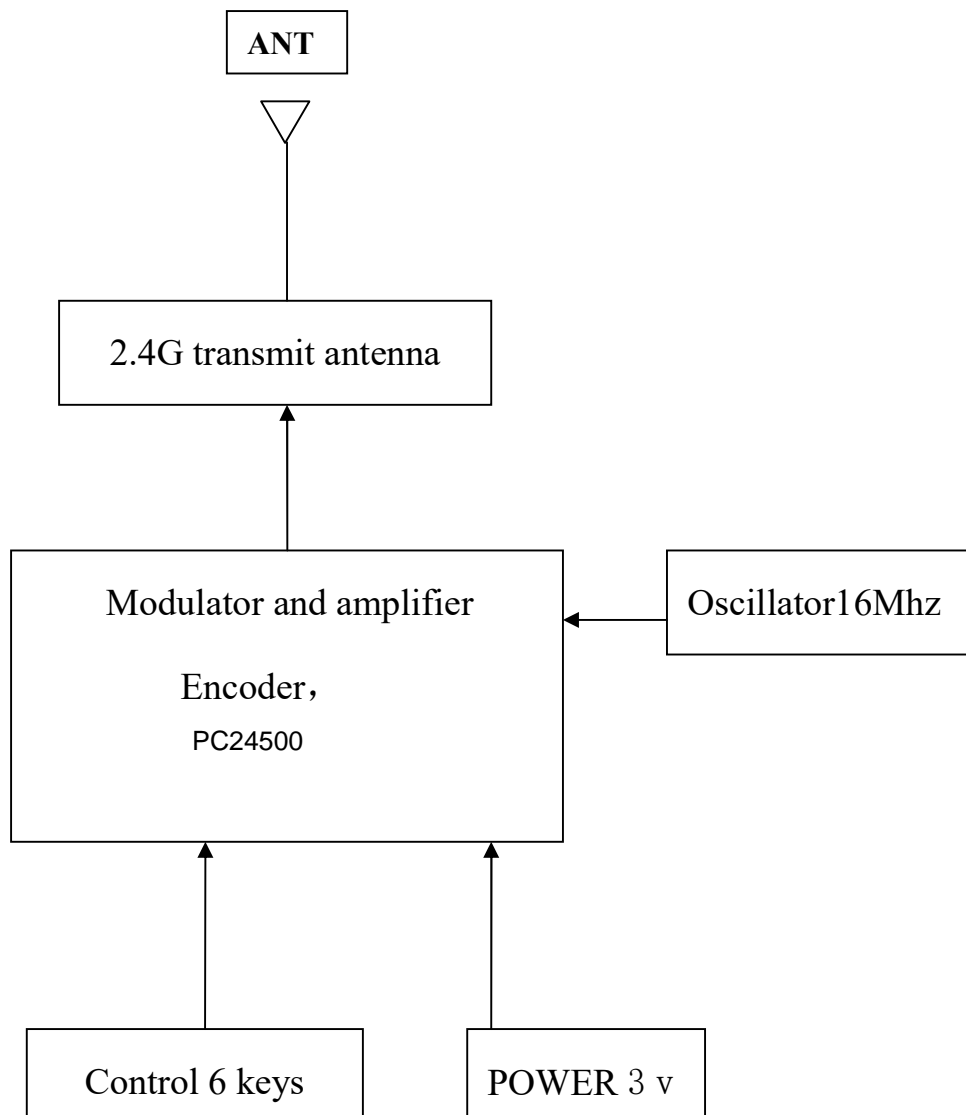 ANT
2.4G transmit antenna
Modulator and amplifier
Oscillator16Mhz
Encoder，
PC24500
Control 6 keys
POWER 3 v